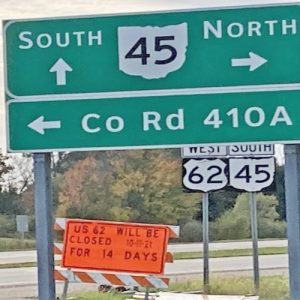 SOUTH 45 NORTH
← Co Rd 410A
WEST SOUTH
62 45
US 62 WILL BE
CLOSED 10-11-21
FOR 14 DAYS